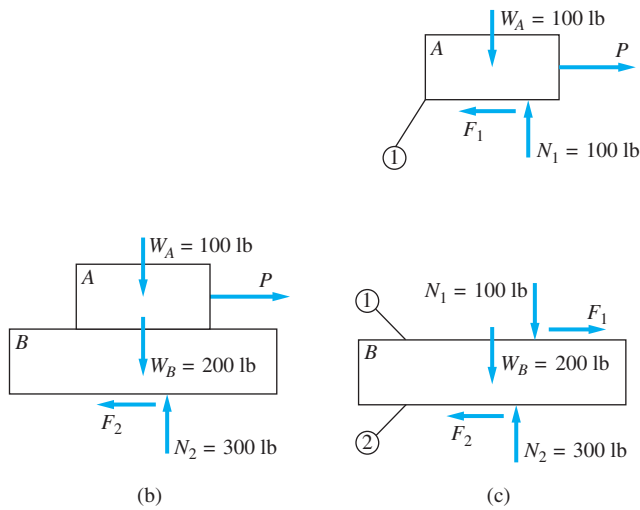 W_A = 100 lb
A
P
F_1
1
N_1 = 100 lb
W_A = 100 lb
A
P
B
W_B = 200 lb
F_2
N_2 = 300 lb
(b)
1
N_1 = 100 lb
F_1
B
W_B = 200 lb
2
F_2
N_2 = 300 lb
(c)